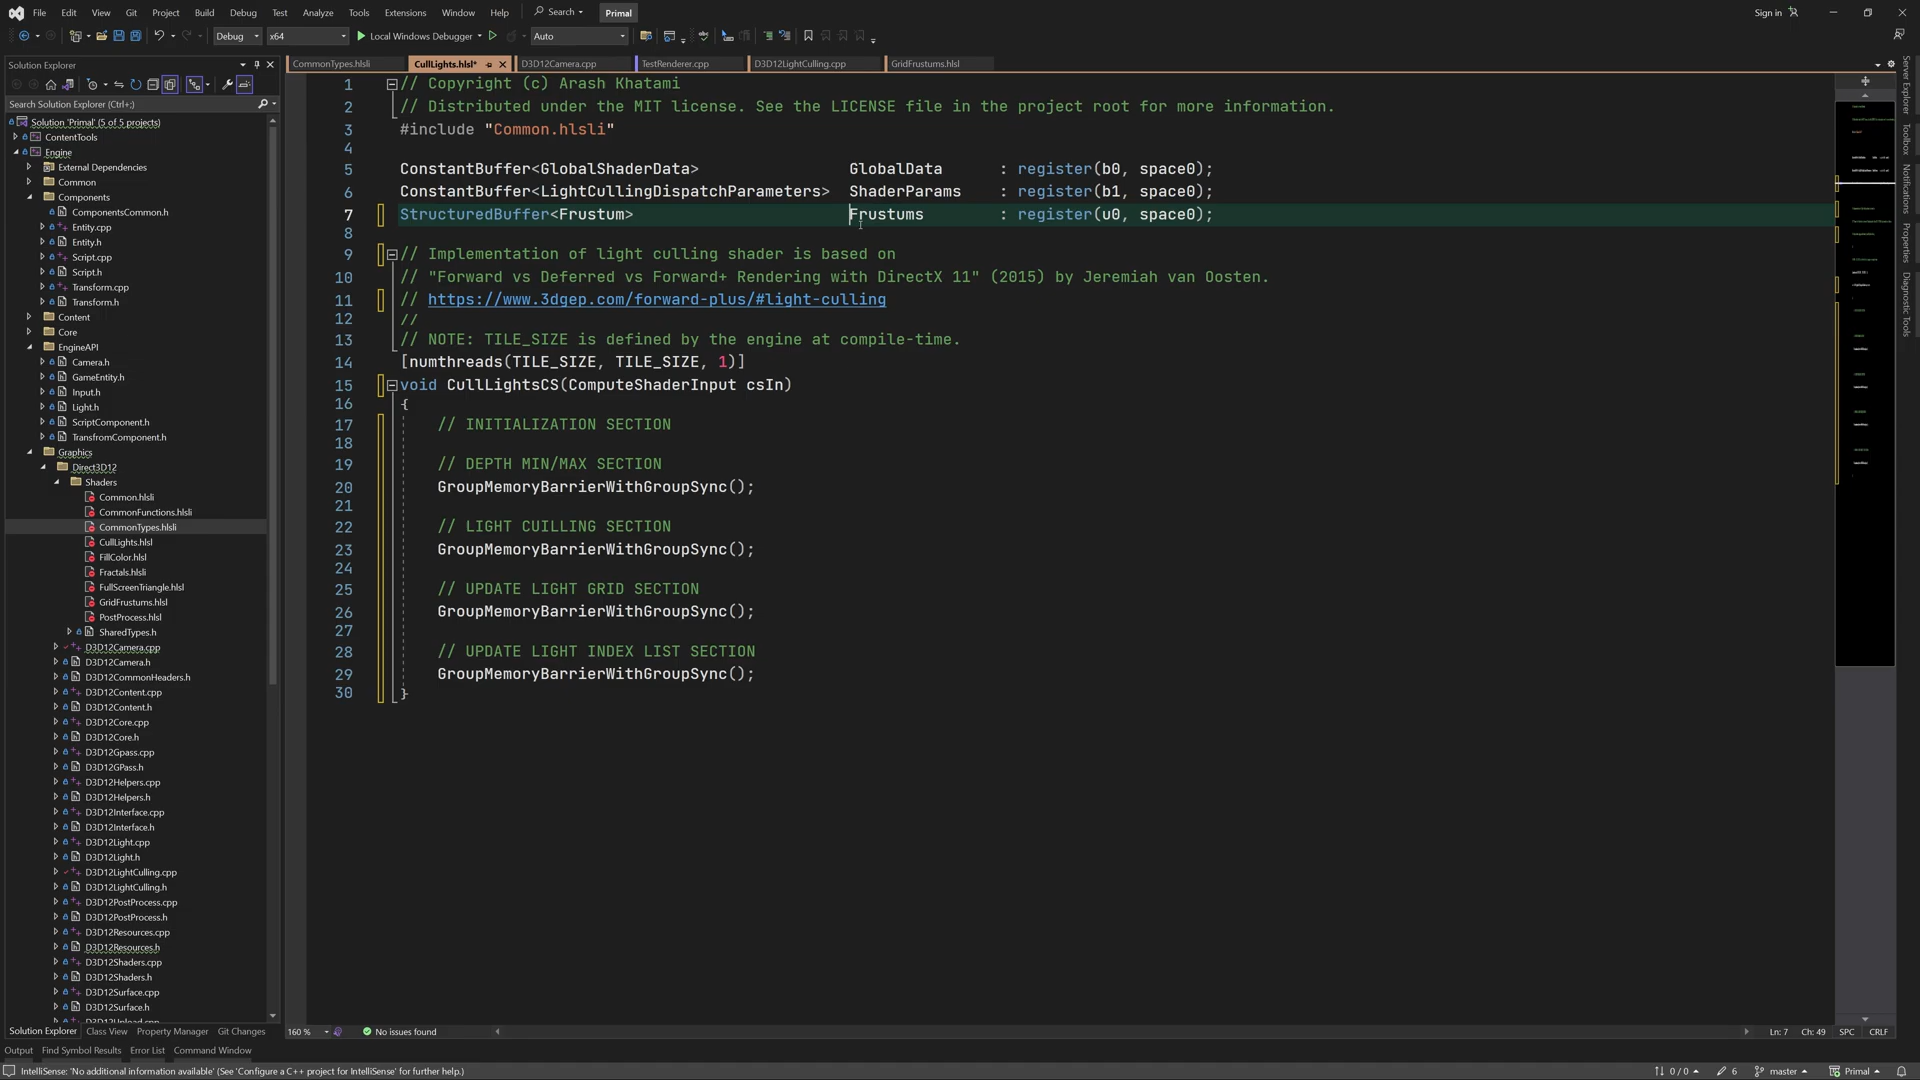 File Edit View Git Project Build Debug Test Analyze Tools Extensions Window Help Search Primal Sign in
Debug x64 Local Windows Debugger Auto
Solution Explorer
CommonTypes.hlsli CullLights.hlsl* D3D12Camera.cpp TestRenderer.cpp D3D12LightCulling.cpp GridFrustums.hlsl
Search Solution Explorer (Ctrl+;)
Solution 'Primal' (5 of 5 projects)
ContentTools
Engine
External Dependencies
Common
Components
ComponentsCommon.h
Entity.cpp
Entity.h
Script.cpp
Script.h
Transform.cpp
Transform.h
Content
Core
EngineAPI
Camera.h
GameEntity.h
Input.h
Light.h
ScriptComponent.h
TransfromComponent.h
Graphics
Direct3D12
Shaders
Common.hlsli
CommonFunctions.hlsli
CommonTypes.hlsli
CullLights.hlsl
FillColor.hlsl
Fractals.hlsli
FullScreenTriangle.hlsl
GridFrustums.hlsl
PostProcess.hlsl
SharedTypes.h
D3D12Camera.cpp
D3D12Camera.h
D3D12CommonHeaders.h
D3D12Content.cpp
D3D12Content.h
D3D12Core.cpp
D3D12Core.h
D3D12Gpass.cpp
D3D12GPass.h
D3D12Helpers.cpp
D3D12Helpers.h
D3D12Interface.cpp
D3D12Interface.h
D3D12Light.cpp
D3D12Light.h
D3D12LightCulling.cpp
D3D12LightCulling.h
D3D12PostProcess.cpp
D3D12PostProcess.h
D3D12Resources.cpp
D3D12Resources.h
D3D12Shaders.cpp
D3D12Shaders.h
D3D12Surface.cpp
D3D12Surface.h
D3D12Upload.cpp
Solution Explorer Class View Property Manager Git Changes
1 // Copyright (c) Arash Khatami
2 // Distributed under the MIT license. See the LICENSE file in the project root for more information.
3 #include "Common.hlsli"
4
5 ConstantBuffer<GlobalShaderData> GlobalData : register(b0, space0);
6 ConstantBuffer<LightCullingDispatchParameters> ShaderParams : register(b1, space0);
7 StructuredBuffer<Frustum> Frustums : register(u0, space0);
8
9 // Implementation of light culling shader is based on
10 // "Forward vs Deferred vs Forward+ Rendering with DirectX 11" (2015) by Jeremiah van Oosten.
11 // https://www.3dgep.com/forward-plus/#light-culling
12 //
13 // NOTE: TILE_SIZE is defined by the engine at compile-time.
14 [numthreads(TILE_SIZE, TILE_SIZE, 1)]
15 void CullLightsCS(ComputeShaderInput csIn)
16 {
17 // INITIALIZATION SECTION
18
19 // DEPTH MIN/MAX SECTION
20 GroupMemoryBarrierWithGroupSync();
21
22 // LIGHT CUILLING SECTION
23 GroupMemoryBarrierWithGroupSync();
24
25 // UPDATE LIGHT GRID SECTION
26 GroupMemoryBarrierWithGroupSync();
27
28 // UPDATE LIGHT INDEX LIST SECTION
29 GroupMemoryBarrierWithGroupSync();
30 }
Server Explorer
Toolbox
Notifications
Properties
Diagnostic Tools
160 % No issues found Ln: 7 Ch: 49 SPC CRLF
Output Find Symbol Results Error List Command Window
IntelliSense: 'No additional information available' (See 'Configure a C++ project for IntelliSense' for further help.) 0 / 0 6 master Primal